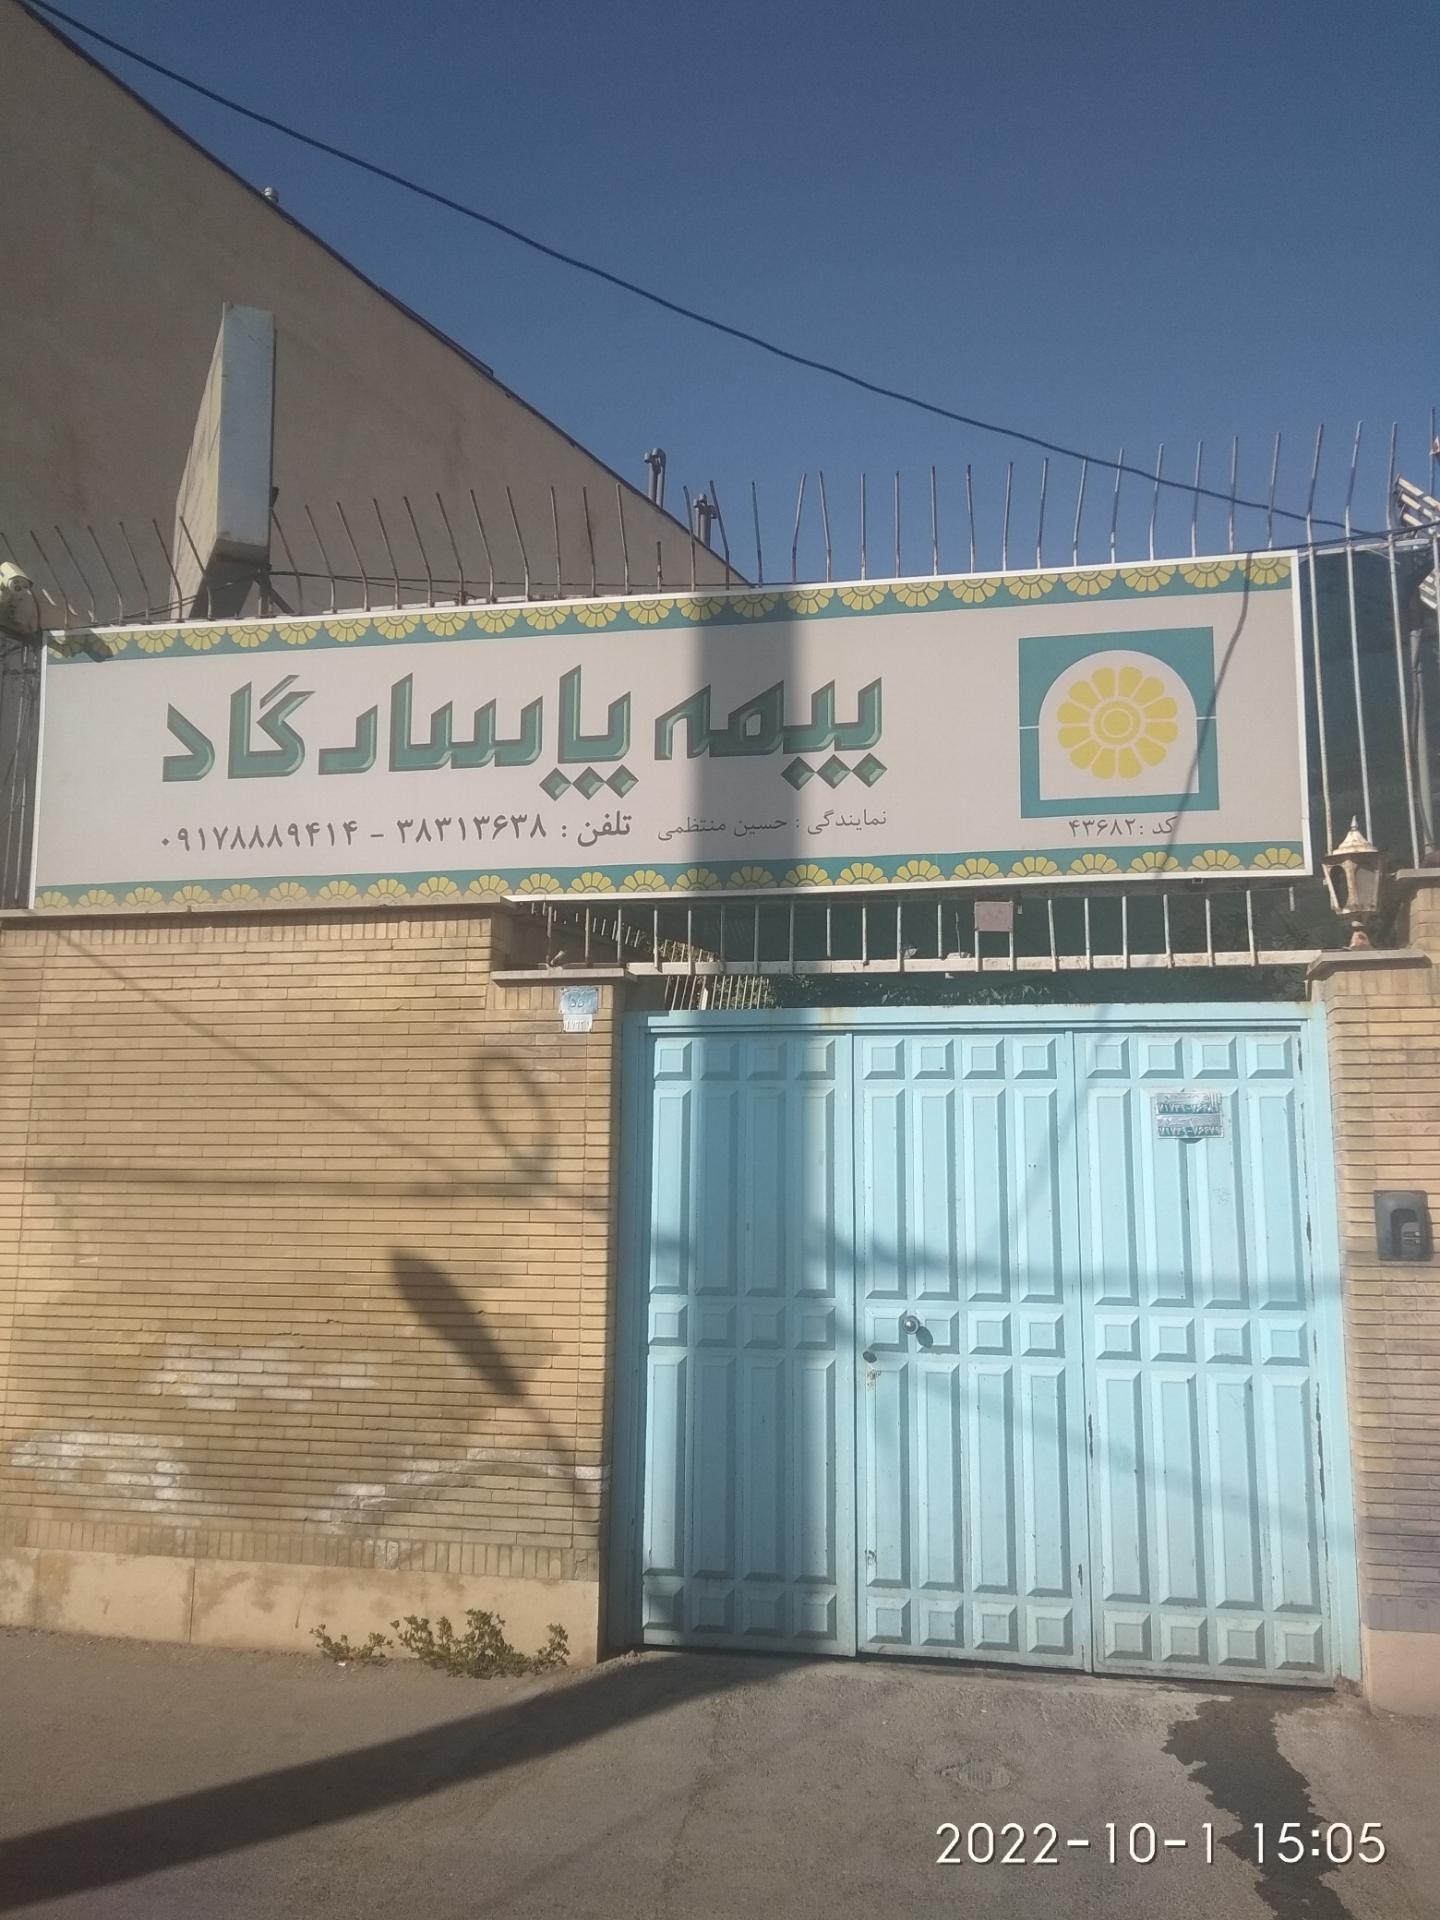 بیمه پاسارگاد
نمایندگی : حسین منتظمی تلفن : ۳۸۳۱۳۶۳۸ - ۰۹۱۷۸۸۸۹۴۱۴
کد :۴۳۶۸۲
2022-10-1 15:05